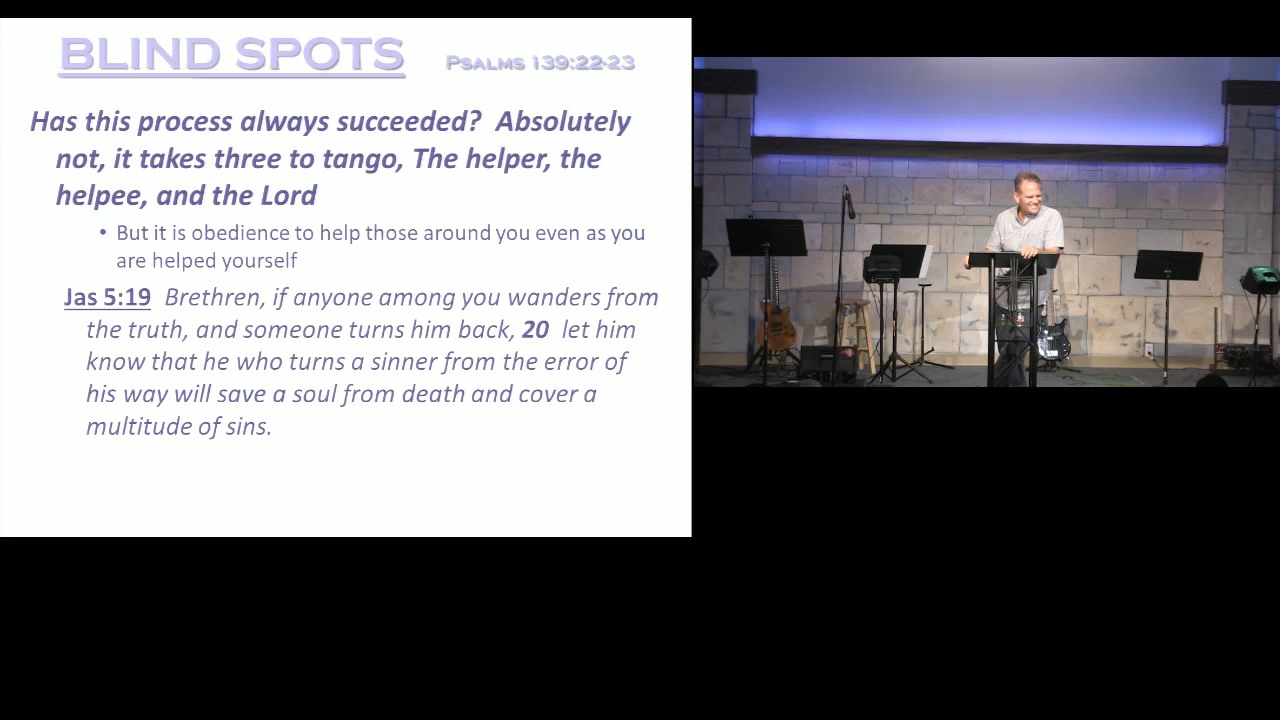 BLIND SPOTS Psalms 139:22-23
Has this process always succeeded? Absolutely
not, it takes three to tango, The helper, the
helpee, and the Lord
• But it is obedience to help those around you even as you
are helped yourself
Jas 5:19 Brethren, if anyone among you wanders from
the truth, and someone turns him back, 20 let him
know that he who turns a sinner from the error of
his way will save a soul from death and cover a
multitude of sins.